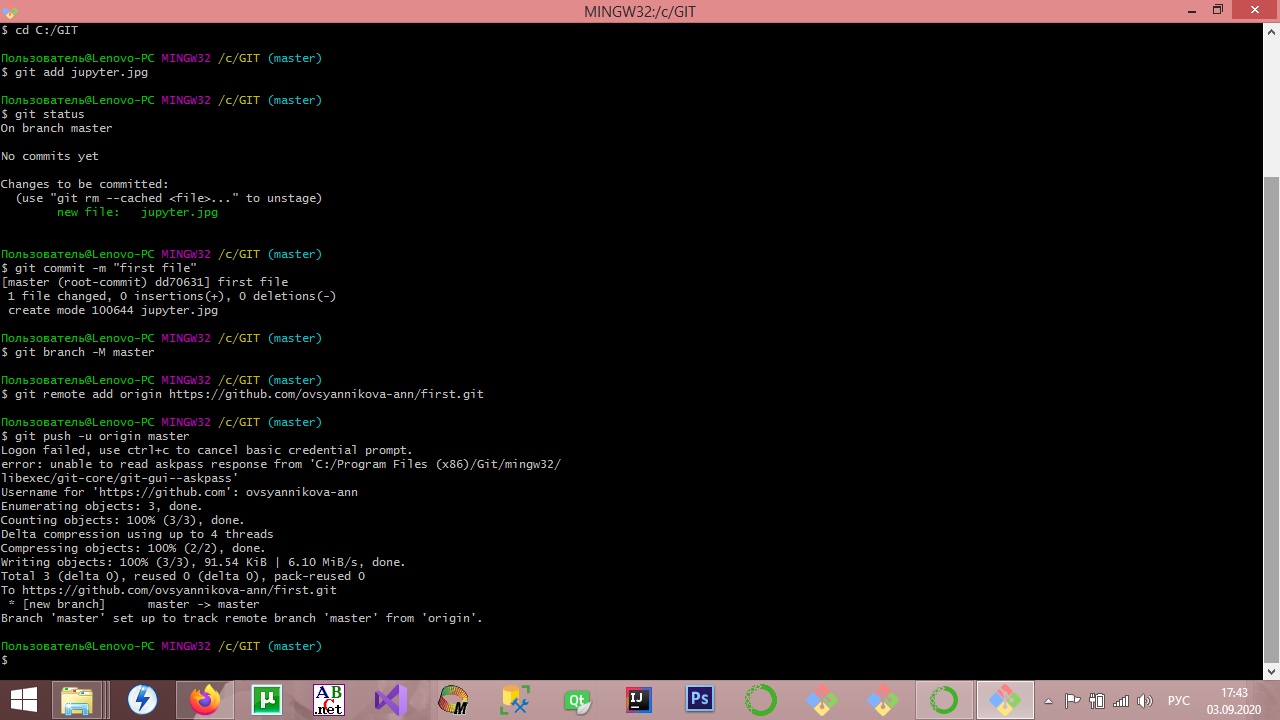 MINGW32:/c/GIT
$ cd C:/GIT
Пользователь@Lenovo-PC MINGW32 /c/GIT (master)
$ git add jupyter.jpg
Пользователь@Lenovo-PC MINGW32 /c/GIT (master)
$ git status
On branch master
No commits yet
Changes to be committed:
  (use "git rm --cached <file>..." to unstage)
        new file:   jupyter.jpg
Пользователь@Lenovo-PC MINGW32 /c/GIT (master)
$ git commit -m "first file"
[master (root-commit) dd70631] first file
 1 file changed, 0 insertions(+), 0 deletions(-)
 create mode 100644 jupyter.jpg
Пользователь@Lenovo-PC MINGW32 /c/GIT (master)
$ git branch -M master
Пользователь@Lenovo-PC MINGW32 /c/GIT (master)
$ git remote add origin https://github.com/ovsyannikova-ann/first.git
Пользователь@Lenovo-PC MINGW32 /c/GIT (master)
$ git push -u origin master
Logon failed, use ctrl+c to cancel basic credential prompt.
error: unable to read askpass response from 'C:/Program Files (x86)/Git/mingw32/
libexec/git-core/git-gui--askpass'
Username for 'https://github.com': ovsyannikova-ann
Enumerating objects: 3, done.
Counting objects: 100% (3/3), done.
Delta compression using up to 4 threads
Compressing objects: 100% (2/2), done.
Writing objects: 100% (3/3), 91.54 KiB | 6.10 MiB/s, done.
Total 3 (delta 0), reused 0 (delta 0), pack-reused 0
To https://github.com/ovsyannikova-ann/first.git
 * [new branch]      master -> master
Branch 'master' set up to track remote branch 'master' from 'origin'.
Пользователь@Lenovo-PC MINGW32 /c/GIT (master)
$
µ
ABC
.net
M
Qt
IJ
Ps
РУС
17:43
03.09.2020